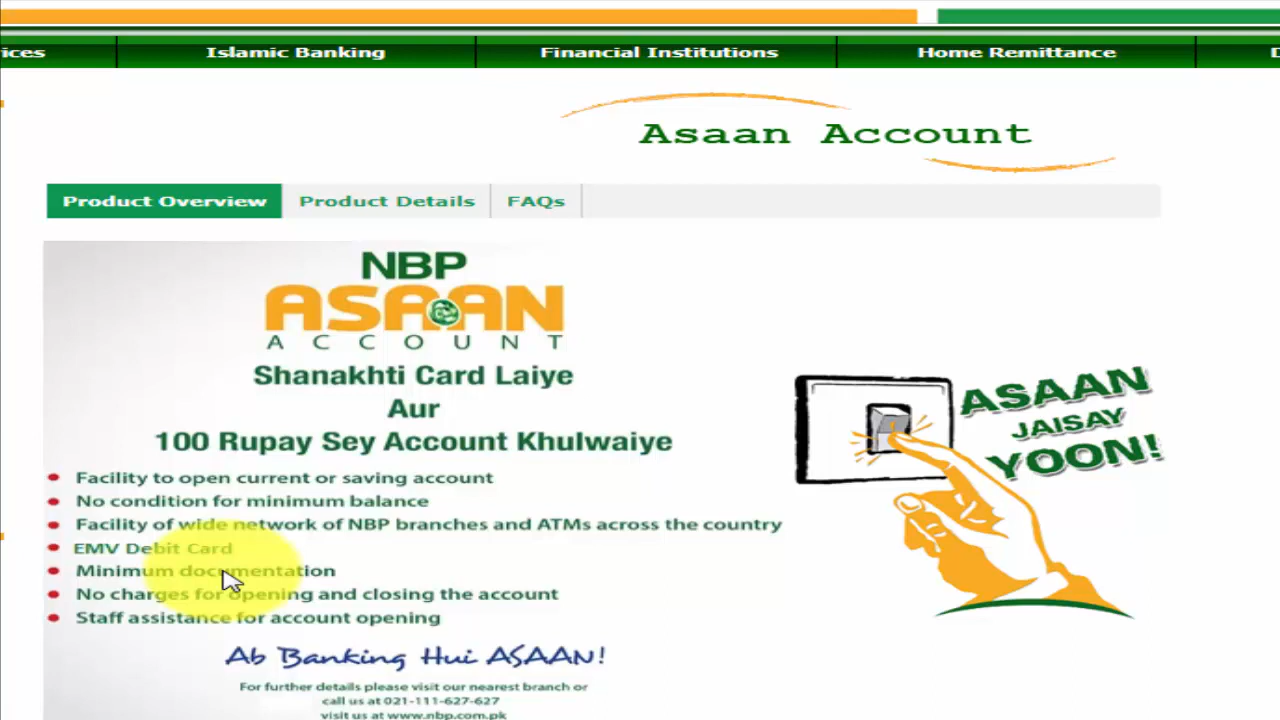 ices Islamic Banking Financial Institutions Home Remittance D
Asaan Account
Product Overview Product Details FAQs
NBP
ASAAN
ACCOUNT
Shanakhti Card Laiye
Aur
100 Rupay Sey Account Khulwaiye
Facility to open current or saving account
No condition for minimum balance
Facility of wide network of NBP branches and ATMs across the country
EMV Debit Card
Minimum documentation
No charges for opening and closing the account
Staff assistance for account opening
Ab Banking Hui ASAAN!
For further details please visit our nearest branch or
call us at 021-111-627-627
visit us at www.nbp.com.pk
ASAAN
JAISAY
YOON!